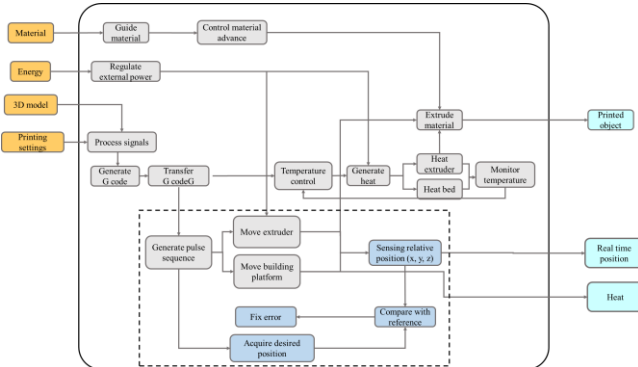 Material
Guide
material
Control material
advance
Energy
Regulate
external power
3D model
Extrude
material
Printed
object
Printing
settings
Process signals
Generate
G code
Transfer
G codeG
Temperature
control
Generate
heat
Heat
extruder
Heat bed
Monitor
temperature
Generate pulse
sequence
Move extruder
Move building
platform
Sensing relative
position (x, y, z)
Real time
position
Heat
Fix error
Compare with
reference
Acquire desired
position